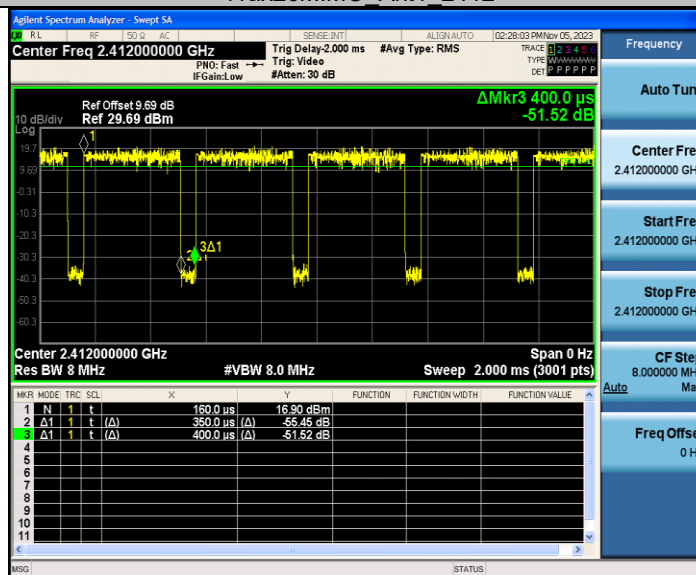 Agilent Spectrum Analyzer - Swept SA
RL RF 50 Ω AC SENSE:INT ALIGN AUTO 02:28:03 PM Nov 05, 2023
Center Freq 2.412000000 GHz
Trig Delay-2.000 ms #Avg Type: RMS
TRACE 1 2 3 4 5 6
PNO: Fast Trig: Video
TYPE W
IFGain:Low #Atten: 30 dB
DET P P P P P P
Ref Offset 9.69 dB
10 dB/div Ref 29.69 dBm
ΔMkr3 400.0 µs
-51.52 dB
Log
19.7
9.69
-0.31
-10.3
-20.3
-30.3
-40.3
-50.3
-60.3
1
3Δ1
Center 2.412000000 GHz Span 0 Hz
Res BW 8 MHz #VBW 8.0 MHz Sweep 2.000 ms (3001 pts)
MKR MODE TRC SCL X Y FUNCTION FUNCTION WIDTH FUNCTION VALUE
1 N 1 t 160.0 µs 16.90 dBm
2 Δ1 1 t (Δ) 350.0 µs (Δ) -55.45 dB
3 Δ1 1 t (Δ) 400.0 µs (Δ) -51.52 dB
4
5
6
7
8
9
10
11
MSG STATUS
Frequency
Auto Tun
Center Fre
2.412000000 GH
Start Fre
2.412000000 GH
Stop Fre
2.412000000 GH
CF Ste
8.000000 MH
Auto Ma
Freq Offse
0 H